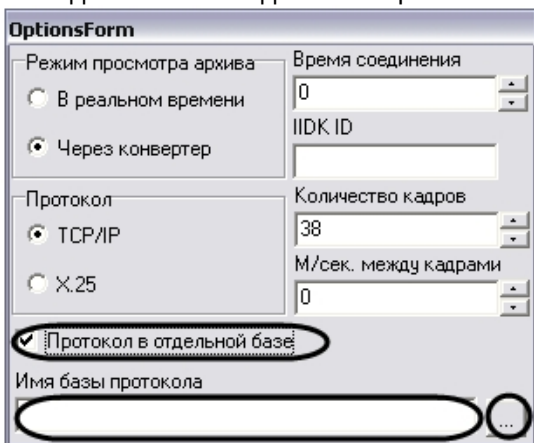 OptionsForm
Режим просмотра архива
В реальном времени
Через конвертер
Время соединения
0
IIDK ID
Протокол
TCP/IP
X.25
Количество кадров
38
М/сек. между кадрами
0
Протокол в отдельной базе
Имя базы протокола
...